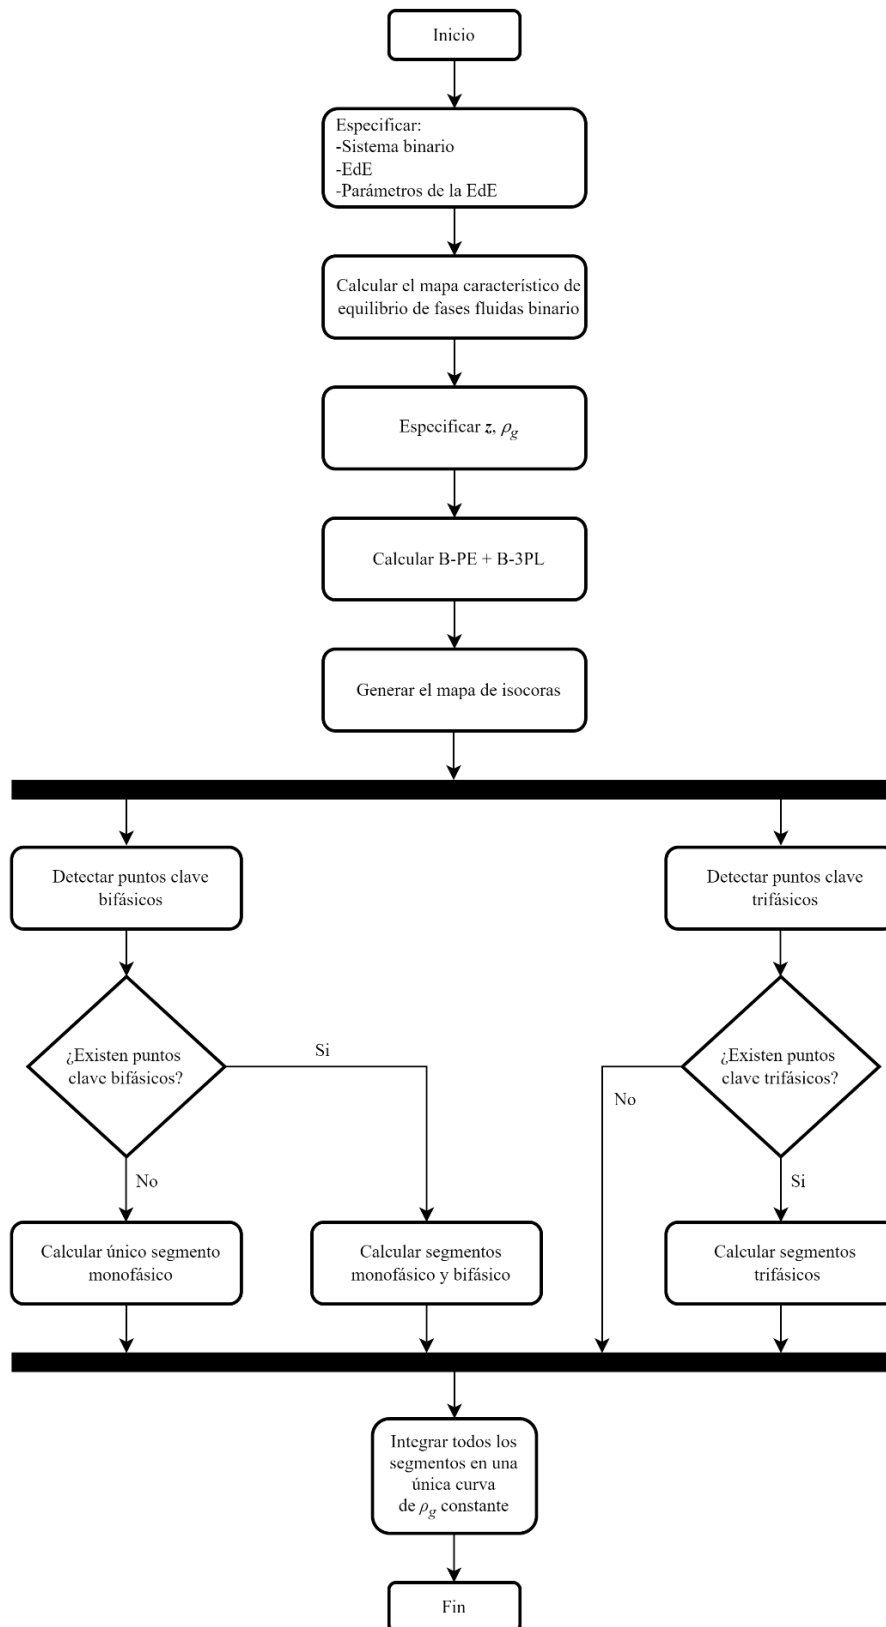 Inicio
Especificar:
-Sistema binario
-EdE
-Parámetros de la EdE
Calcular el mapa característico de
equilibrio de fases fluidas binario
Especificar z, ρg
Calcular B-PE + B-3PL
Generar el mapa de isocoras
Detectar puntos clave
bifásicos
Detectar puntos clave
trifásicos
¿Existen puntos
clave bifásicos?
Si
No
¿Existen puntos
clave trifásicos?
No
Si
Calcular único segmento
monofásico
Calcular segmentos
monofásico y bifásico
Calcular segmentos
trifásicos
Integrar todos los
segmentos en una
única curva
de ρg constante
Fin